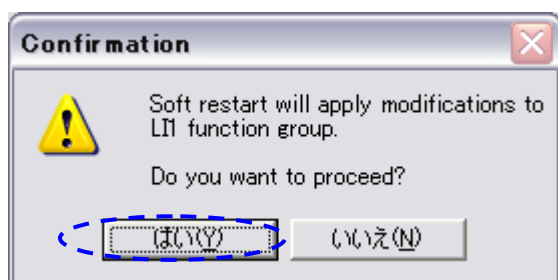 Confirmation
Soft restart will apply modifications to
LI1 function group.
Do you want to proceed?
はい(Y)
いいえ(N)